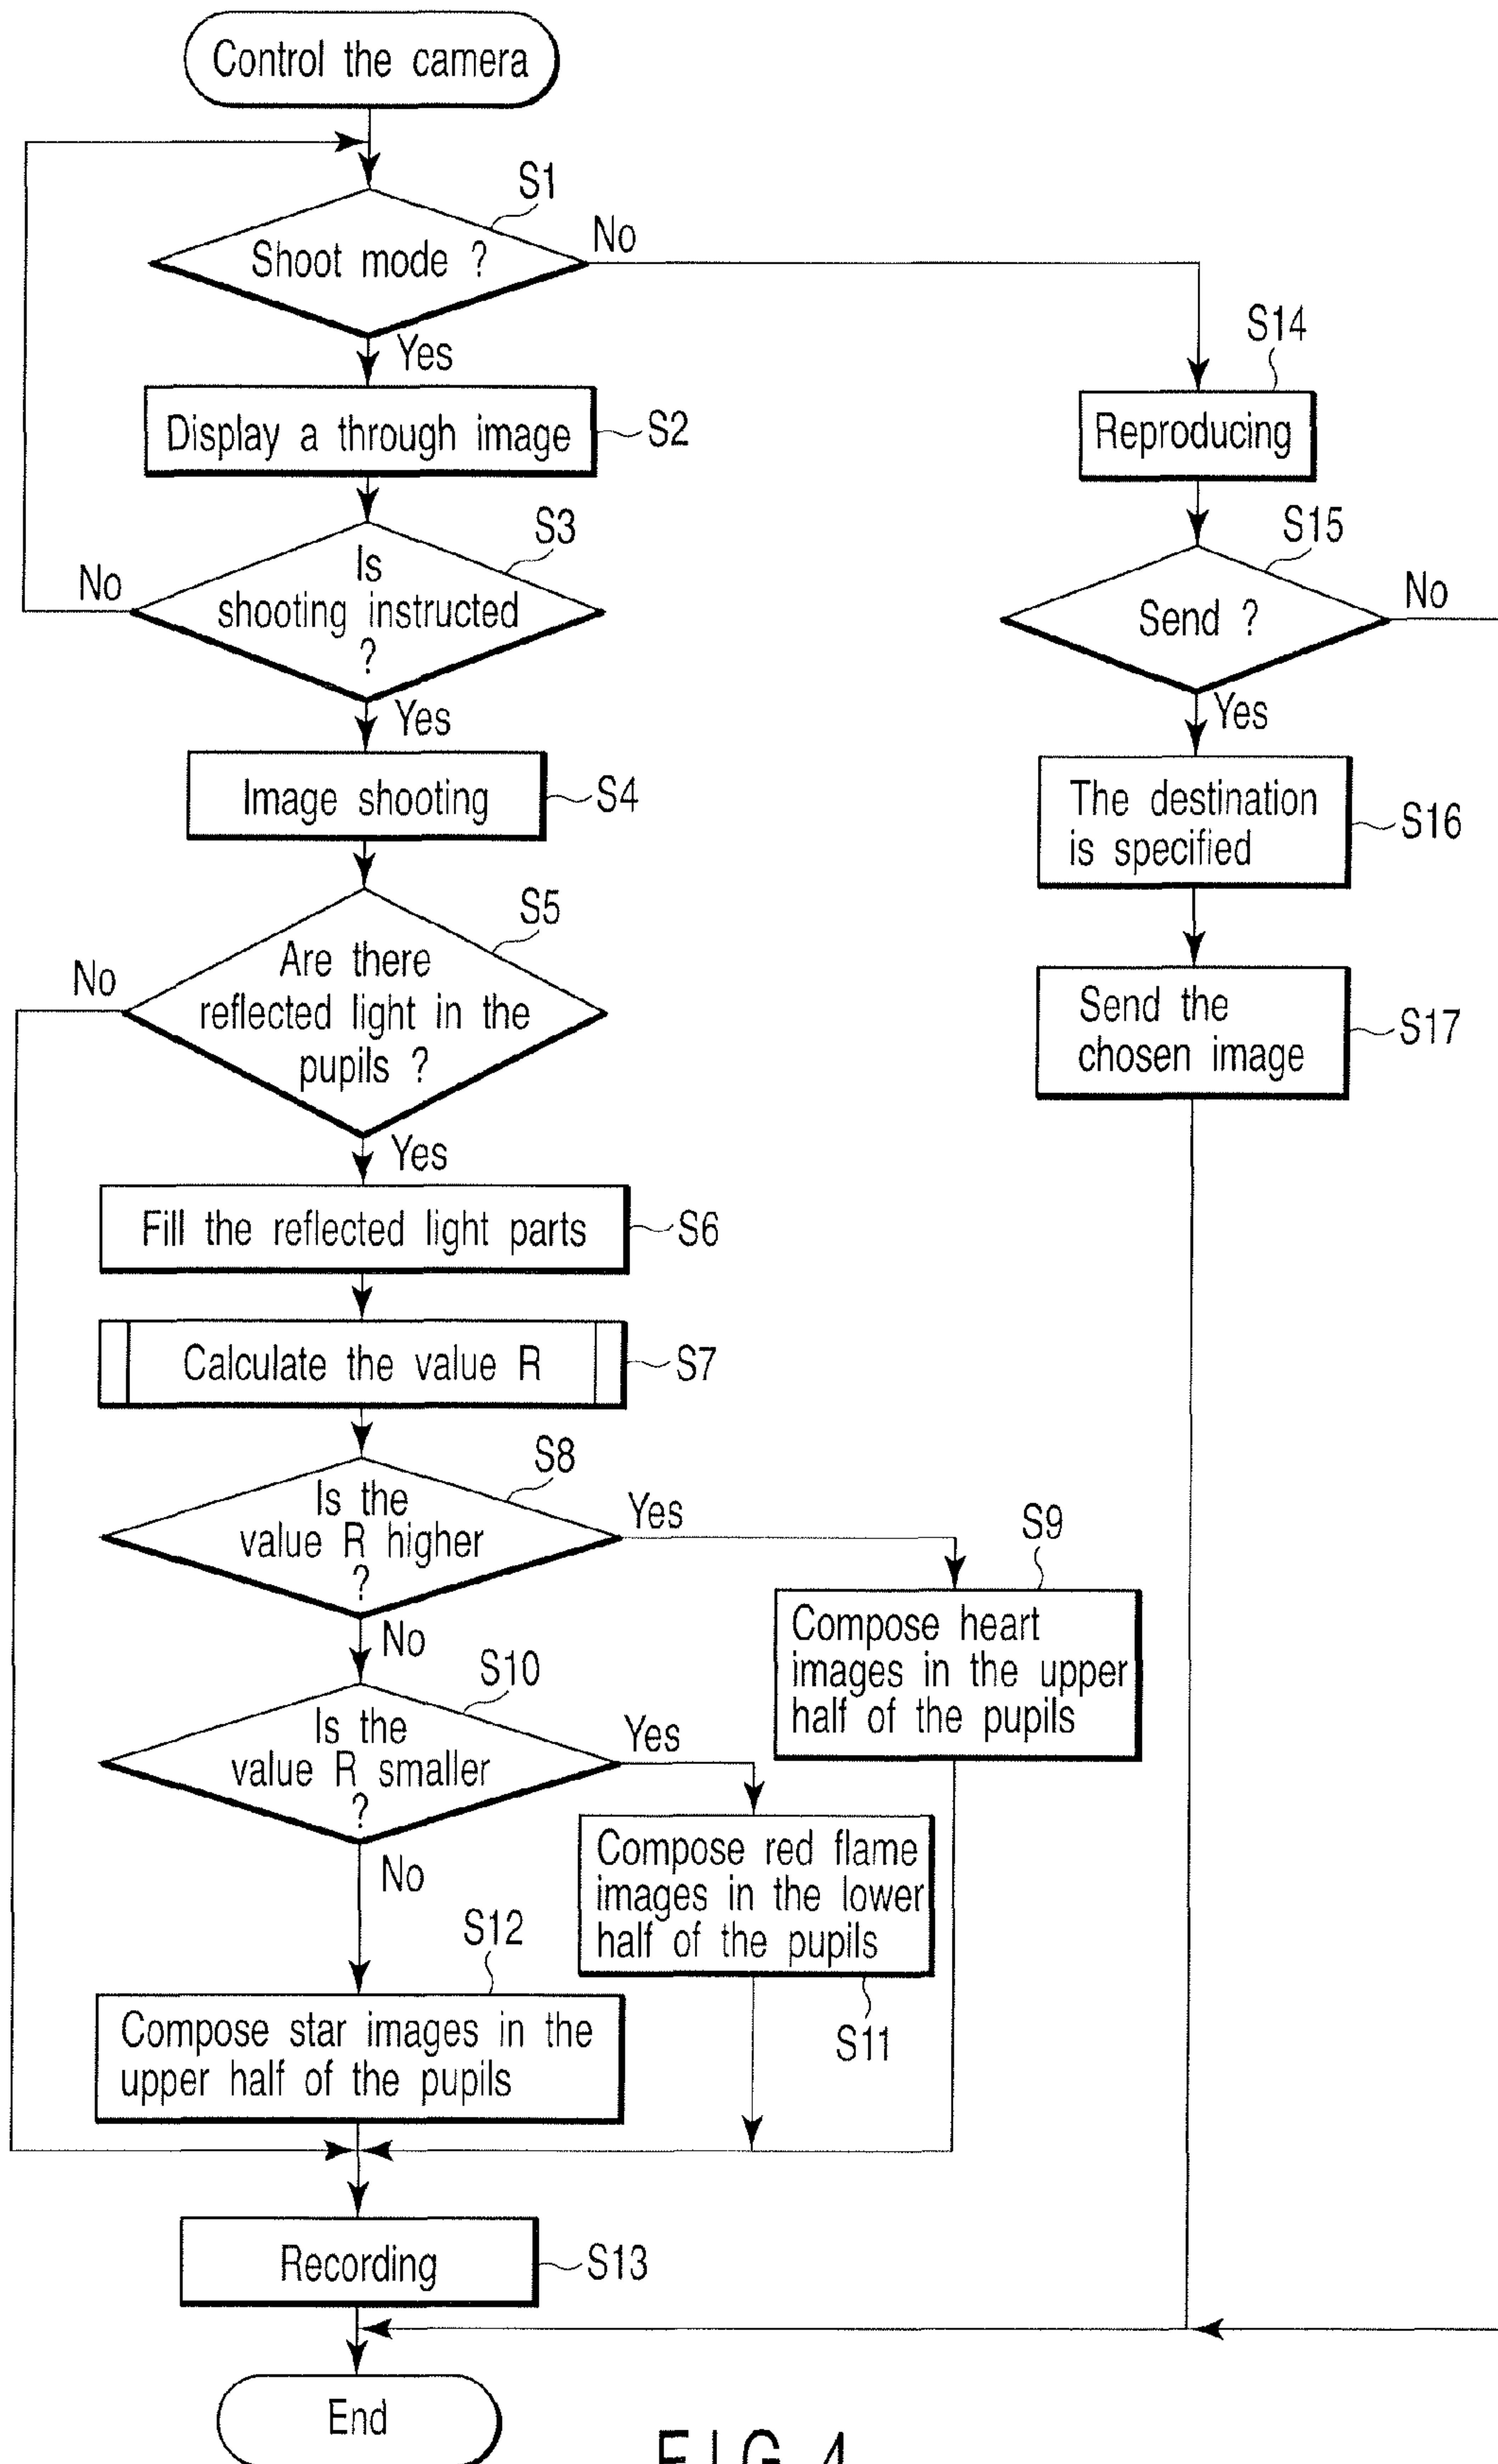 Control the camera
S1
Shoot mode ?
No
Yes
Display a through image
S2
S3
Is
shooting instructed
?
No
Yes
Image shooting
S4
S5
Are there
reflected light in the
pupils ?
No
Yes
Fill the reflected light parts
S6
Calculate the value R
S7
S8
Is the
value R higher
?
Yes
No
S9
Compose heart
images in the upper
half of the pupils
S10
Is the
value R smaller
?
Yes
No
Compose red flame
images in the lower
half of the pupils
S11
S12
Compose star images in the
upper half of the pupils
Recording
S13
End
S14
Reproducing
S15
Send ?
No
Yes
The destination
is specified
S16
Send the
chosen image
S17
FIG. 4